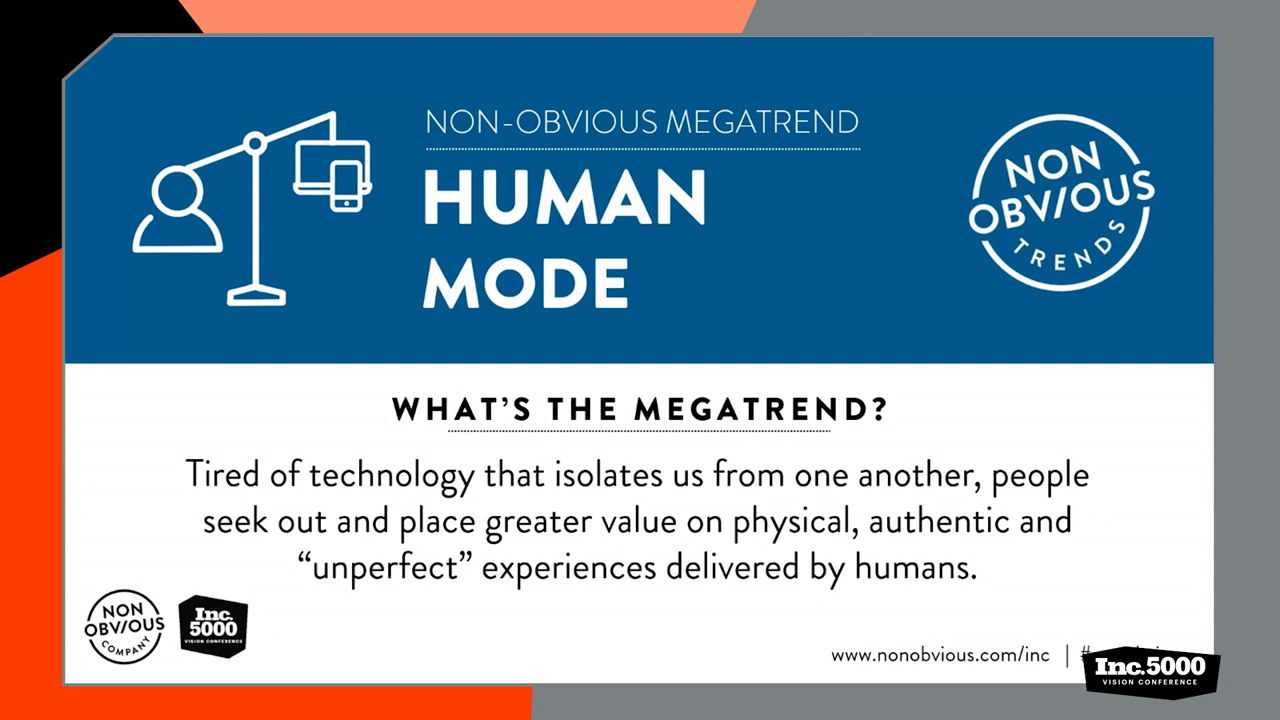 NON-OBVIOUS MEGATREND
HUMAN
MODE
NON
OBV/OUS
TRENDS
WHAT'S THE MEGATREND?
Tired of technology that isolates us from one another, people
seek out and place greater value on physical, authentic and
“unperfect” experiences delivered by humans.
NON
OBV/OUS
COMPANY
Inc.
5000
VISION CONFERENCE
www.nonobvious.com/inc |
Inc.5000
VISION CONFERENCE